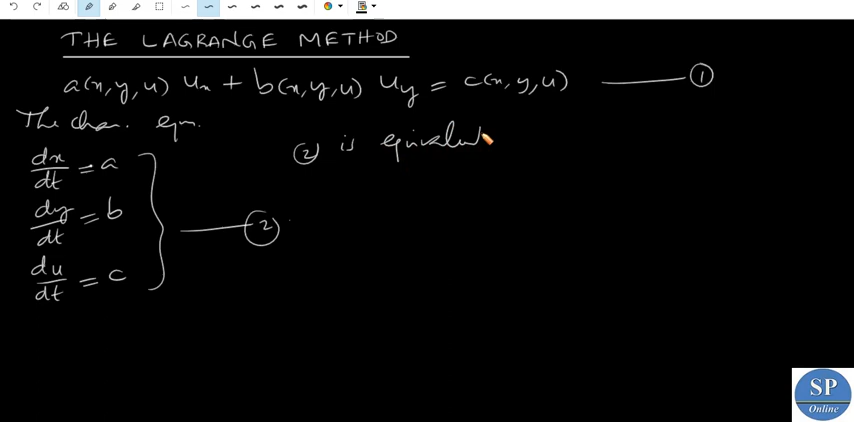 THE LAGRANGE METHOD
a(x, y, u) ux + b(x, y, u) uy = c(x, y, u) — ①
The char. eqn.
② is equivalent
dx/dt = a
dy/dt = b
— ②
du/dt = c
SP
Online